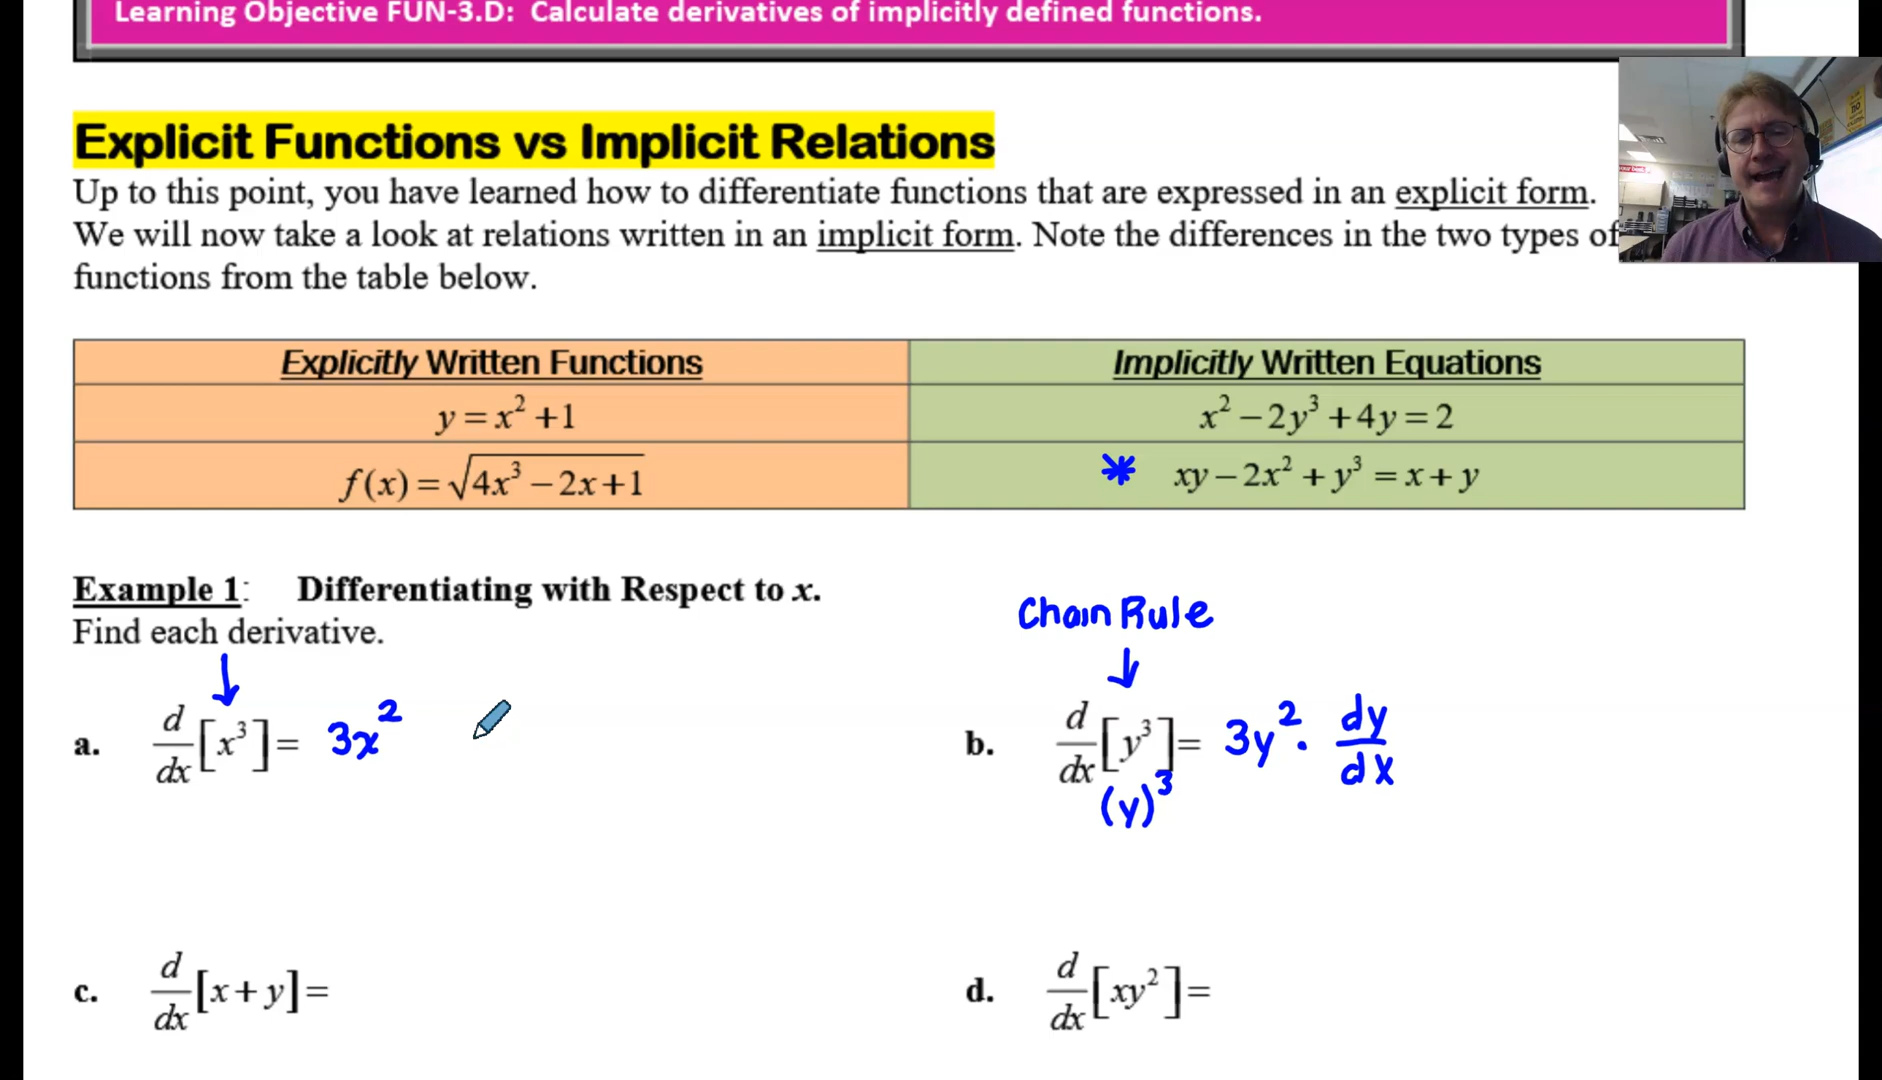 Learning Objective FUN-3.D: Calculate derivatives of implicitly defined functions.
Explicit Functions vs Implicit Relations
Up to this point, you have learned how to differentiate functions that are expressed in an explicit form.
We will now take a look at relations written in an implicit form. Note the differences in the two types of
functions from the table below.
Explicitly Written Functions
Implicitly Written Equations
y = x² + 1
x² − 2y³ + 4y = 2
f(x) = √(4x³ − 2x + 1)
* xy − 2x² + y³ = x + y
Example 1: Differentiating with Respect to x.
Find each derivative.
Chain Rule
↓
↓
a. d/dx [x³] = 3x²
b. d/dx [y³] = 3y² · dy/dx
(y)³
c. d/dx [x + y] =
d. d/dx [xy²] =